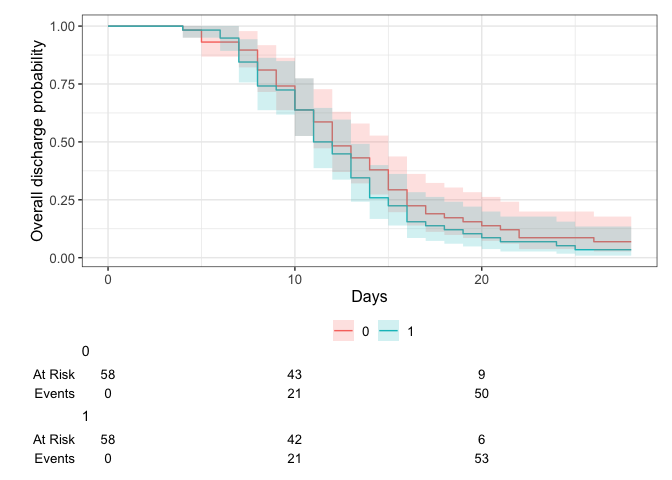 Overall discharge probability
1.00
0.75
0.50
0.25
0.00
0 10 20
Days
0 1
0
At Risk 58 43 9
Events 0 21 50
1
At Risk 58 42 6
Events 0 21 53